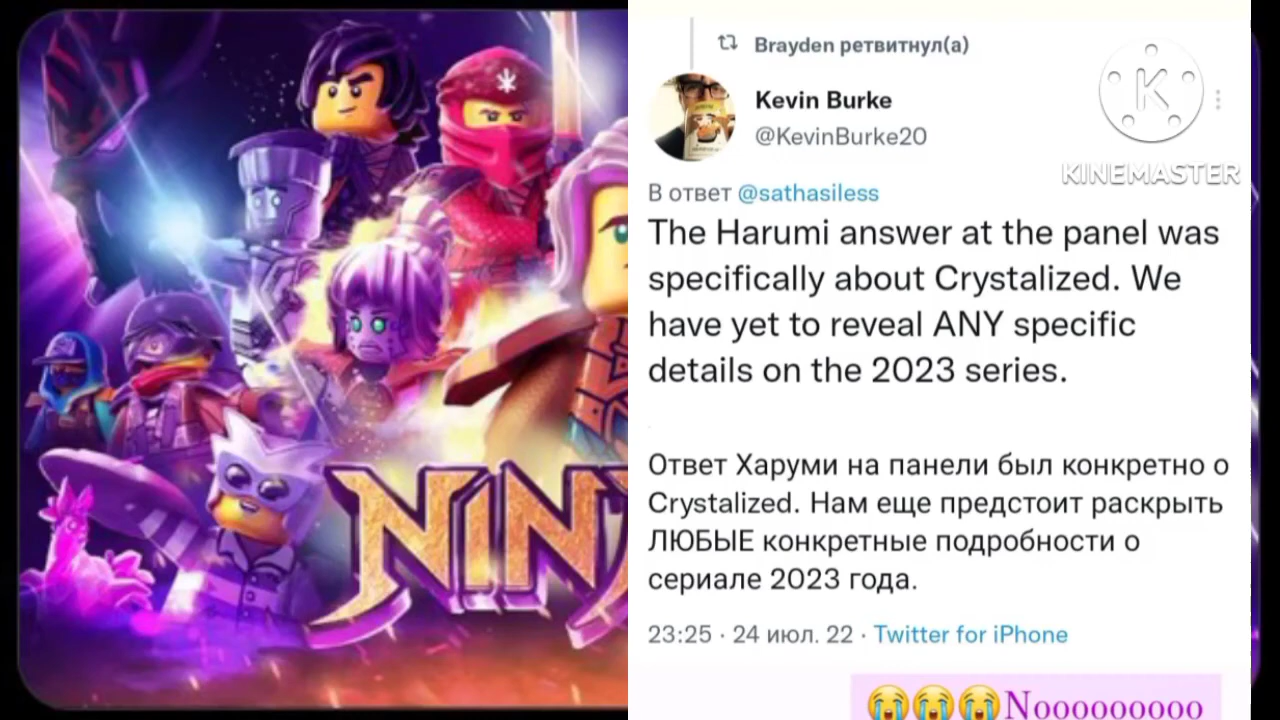 NIN
Brayden ретвитнул(а)
Kevin Burke
@KevinBurke20
K
KINEMASTER
В ответ @sathasiless
The Harumi answer at the panel was
specifically about Crystalized. We
have yet to reveal ANY specific
details on the 2023 series.
Ответ Харуми на панели был конкретно о
Crystalized. Нам еще предстоит раскрыть
ЛЮБЫЕ конкретные подробности о
сериале 2023 года.
23:25 · 24 июл. 22 · Twitter for iPhone
😭😭😭Nooooooooo